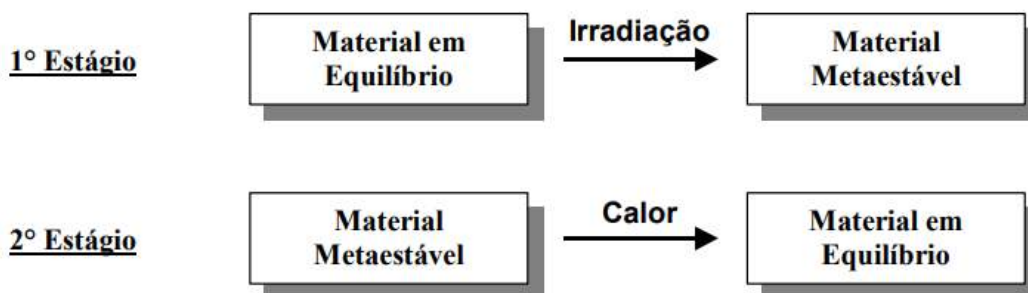 1° Estágio
Material em
Equilíbrio
Irradiação
Material
Metaestável
2° Estágio
Material
Metaestável
Calor
Material em
Equilíbrio